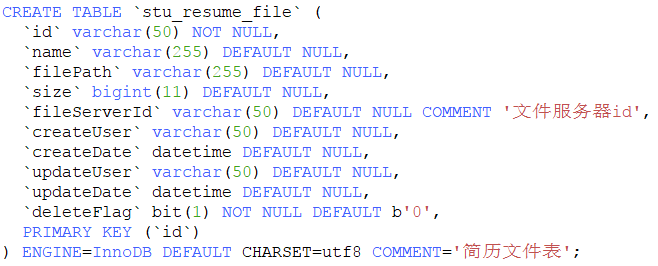 CREATE TABLE `stu_resume_file` (
  `id` varchar(50) NOT NULL,
  `name` varchar(255) DEFAULT NULL,
  `filePath` varchar(255) DEFAULT NULL,
  `size` bigint(11) DEFAULT NULL,
  `fileServerId` varchar(50) DEFAULT NULL COMMENT '文件服务器id',
  `createUser` varchar(50) DEFAULT NULL,
  `createDate` datetime DEFAULT NULL,
  `updateUser` varchar(50) DEFAULT NULL,
  `updateDate` datetime DEFAULT NULL,
  `deleteFlag` bit(1) NOT NULL DEFAULT b'0',
  PRIMARY KEY (`id`)
) ENGINE=InnoDB DEFAULT CHARSET=utf8 COMMENT='简历文件表';